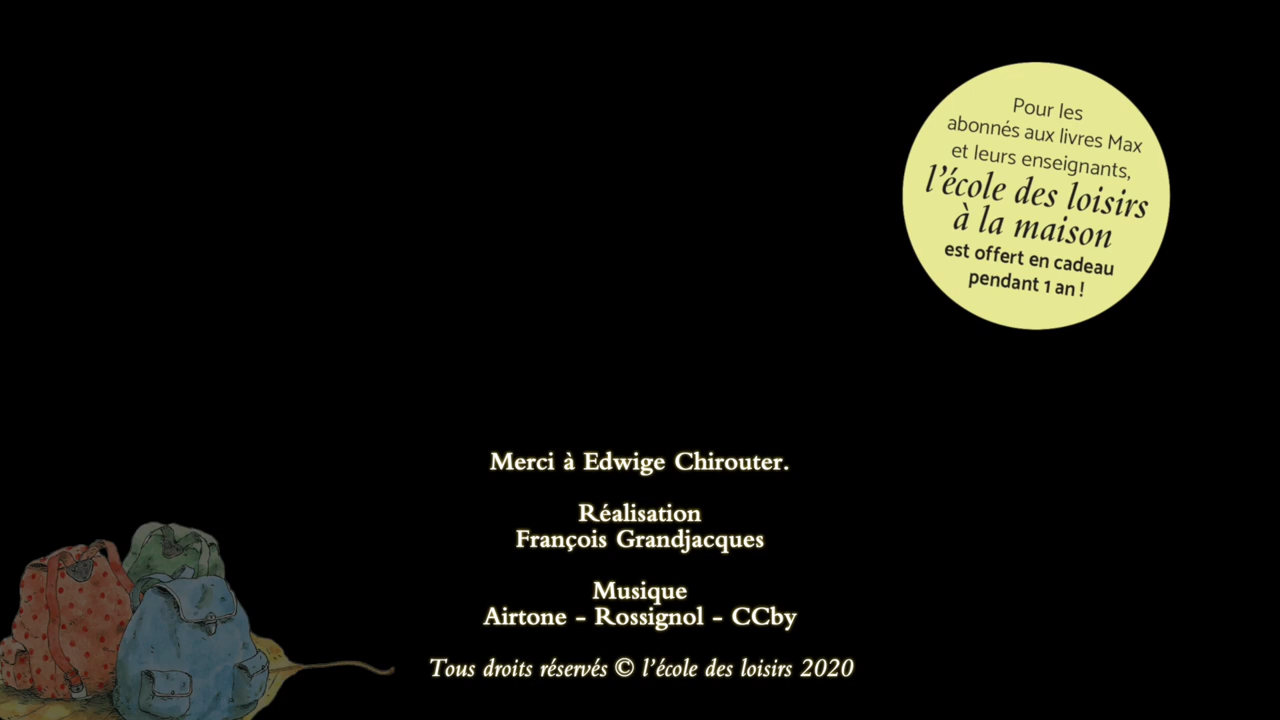 Pour les
abonnés aux livres Max
et leurs enseignants,
l'école des loisirs
à la maison
est offert en cadeau
pendant 1 an !
Merci à Edwige Chirouter.
Réalisation
François Grandjacques
Musique
Airtone - Rossignol - CCby
Tous droits réservés © l'école des loisirs 2020